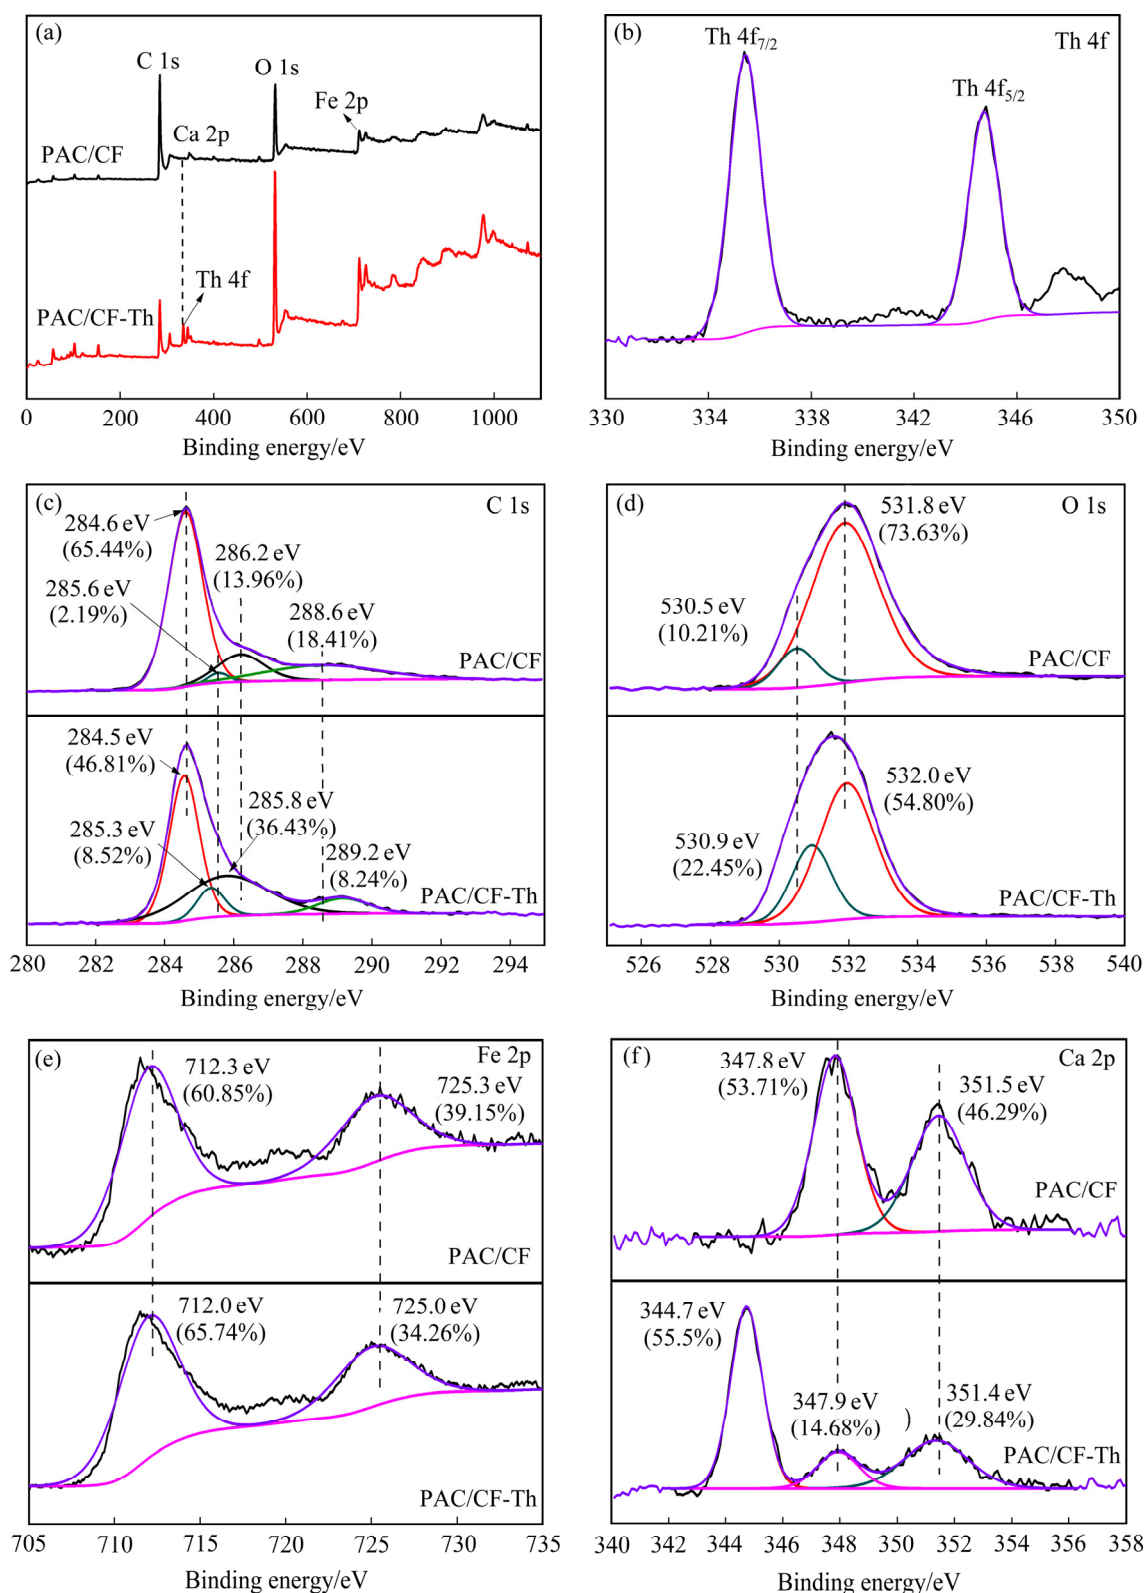 (a)
C 1s
O 1s
Fe 2p
Ca 2p
PAC/CF
Th 4f
PAC/CF-Th
0 200 400 600 800 1000
Binding energy/eV
(b)
Th 4f7/2
Th 4f
Th 4f5/2
330 334 338 342 346 350
Binding energy/eV
(c)
C 1s
284.6 eV
(65.44%)
286.2 eV
(13.96%)
285.6 eV
(2.19%)
288.6 eV
(18.41%)
PAC/CF
284.5 eV
(46.81%)
285.8 eV
(36.43%)
285.3 eV
(8.52%)
289.2 eV
(8.24%)
PAC/CF-Th
280 282 284 286 288 290 292 294
Binding energy/eV
(d)
O 1s
531.8 eV
(73.63%)
530.5 eV
(10.21%)
PAC/CF
532.0 eV
(54.80%)
530.9 eV
(22.45%)
PAC/CF-Th
526 528 530 532 534 536 538 540
Binding energy/eV
(e)
Fe 2p
712.3 eV
(60.85%)
725.3 eV
(39.15%)
PAC/CF
712.0 eV
(65.74%)
725.0 eV
(34.26%)
PAC/CF-Th
705 710 715 720 725 730 735
Binding energy/eV
(f)
347.8 eV
(53.71%)
Ca 2p
351.5 eV
(46.29%)
PAC/CF
344.7 eV
(55.5%)
347.9 eV
(14.68%)
)
351.4 eV
(29.84%)
PAC/CF-Th
340 342 344 346 348 350 352 354 356 358
Binding energy/eV